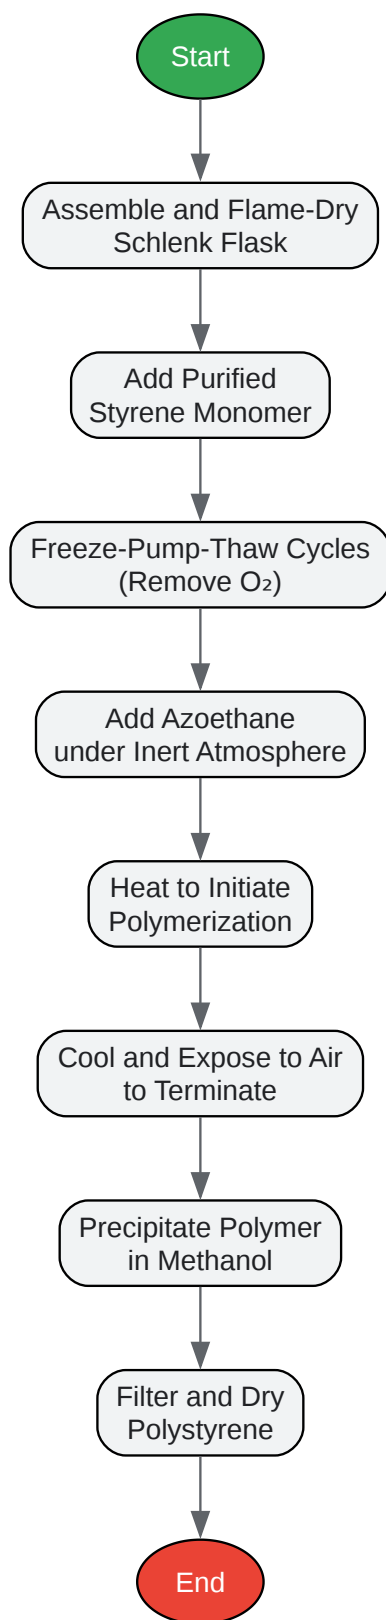 Start
Assemble and Flame-Dry
Schlenk Flask
Add Purified
Styrene Monomer
Freeze-Pump-Thaw Cycles
(Remove O₂)
Add Azoethane
under Inert Atmosphere
Heat to Initiate
Polymerization
Cool and Expose to Air
to Terminate
Precipitate Polymer
in Methanol
Filter and Dry
Polystyrene
End